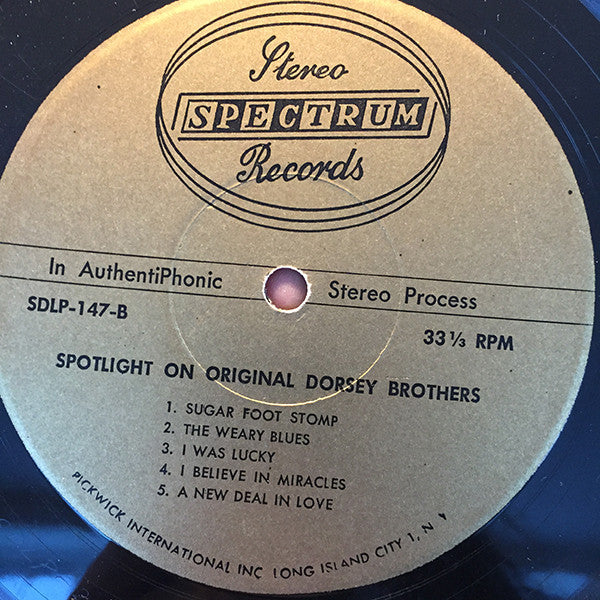 Stereo
SPECTRUM
Records
In AuthentiPhonic Stereo Process
SDLP-147-B
33 ⅓ RPM
SPOTLIGHT ON ORIGINAL DORSEY BROTHERS
1. SUGAR FOOT STOMP
2. THE WEARY BLUES
3. I WAS LUCKY
4. I BELIEVE IN MIRACLES
5. A NEW DEAL IN LOVE
PICKWICK INTERNATIONAL INC LONG ISLAND CITY 1, N Y